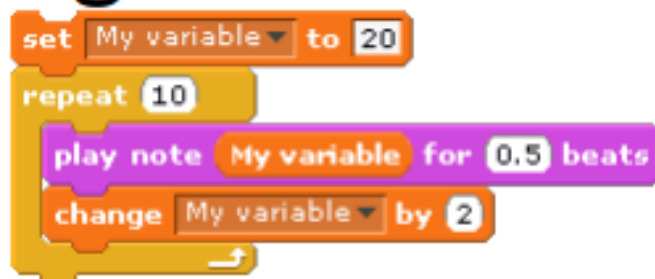 set My variable to 20
repeat 10
play note My variable for 0.5 beats
change My variable by 2